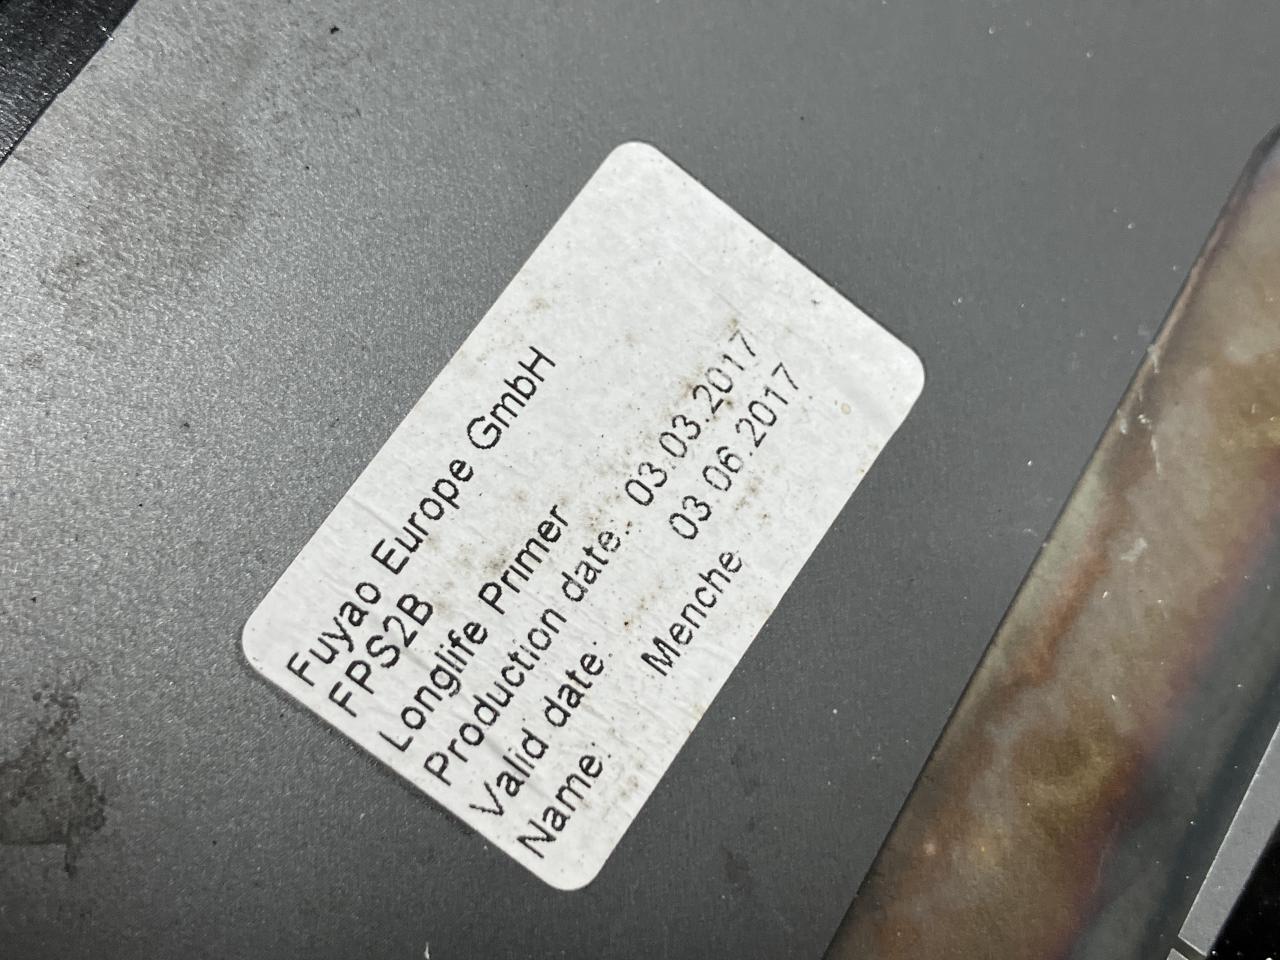 Fuyao Europe GmbH
FPS2B
Longlife Primer
Production date: 03.03.2017
Valid date: 03.06.2017
Name: Menche